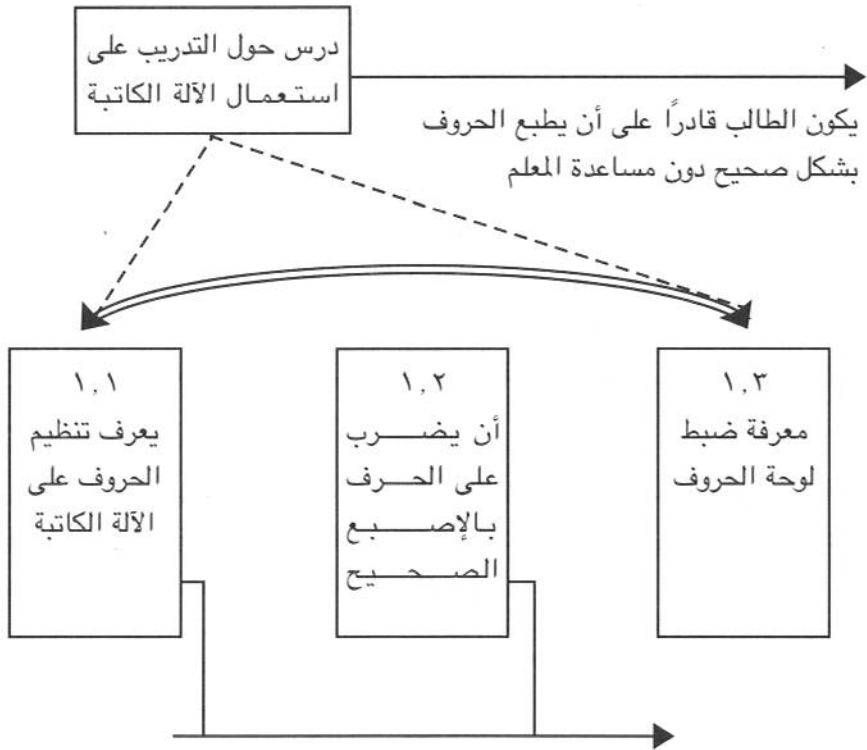 درس حول التدريب على
استعمال الآلة الكاتبة
يكون الطالب قادرًا على أن يطبع الحروف
بشكل صحيح دون مساعدة المعلم
١,١
يعرف تنظيم
الحروف على
الآلة الكاتبة
١,٢
أن يضرب
على الحرف
بالإصبع
الصحيح
١,٣
معرفة ضبط
لوحة الحروف